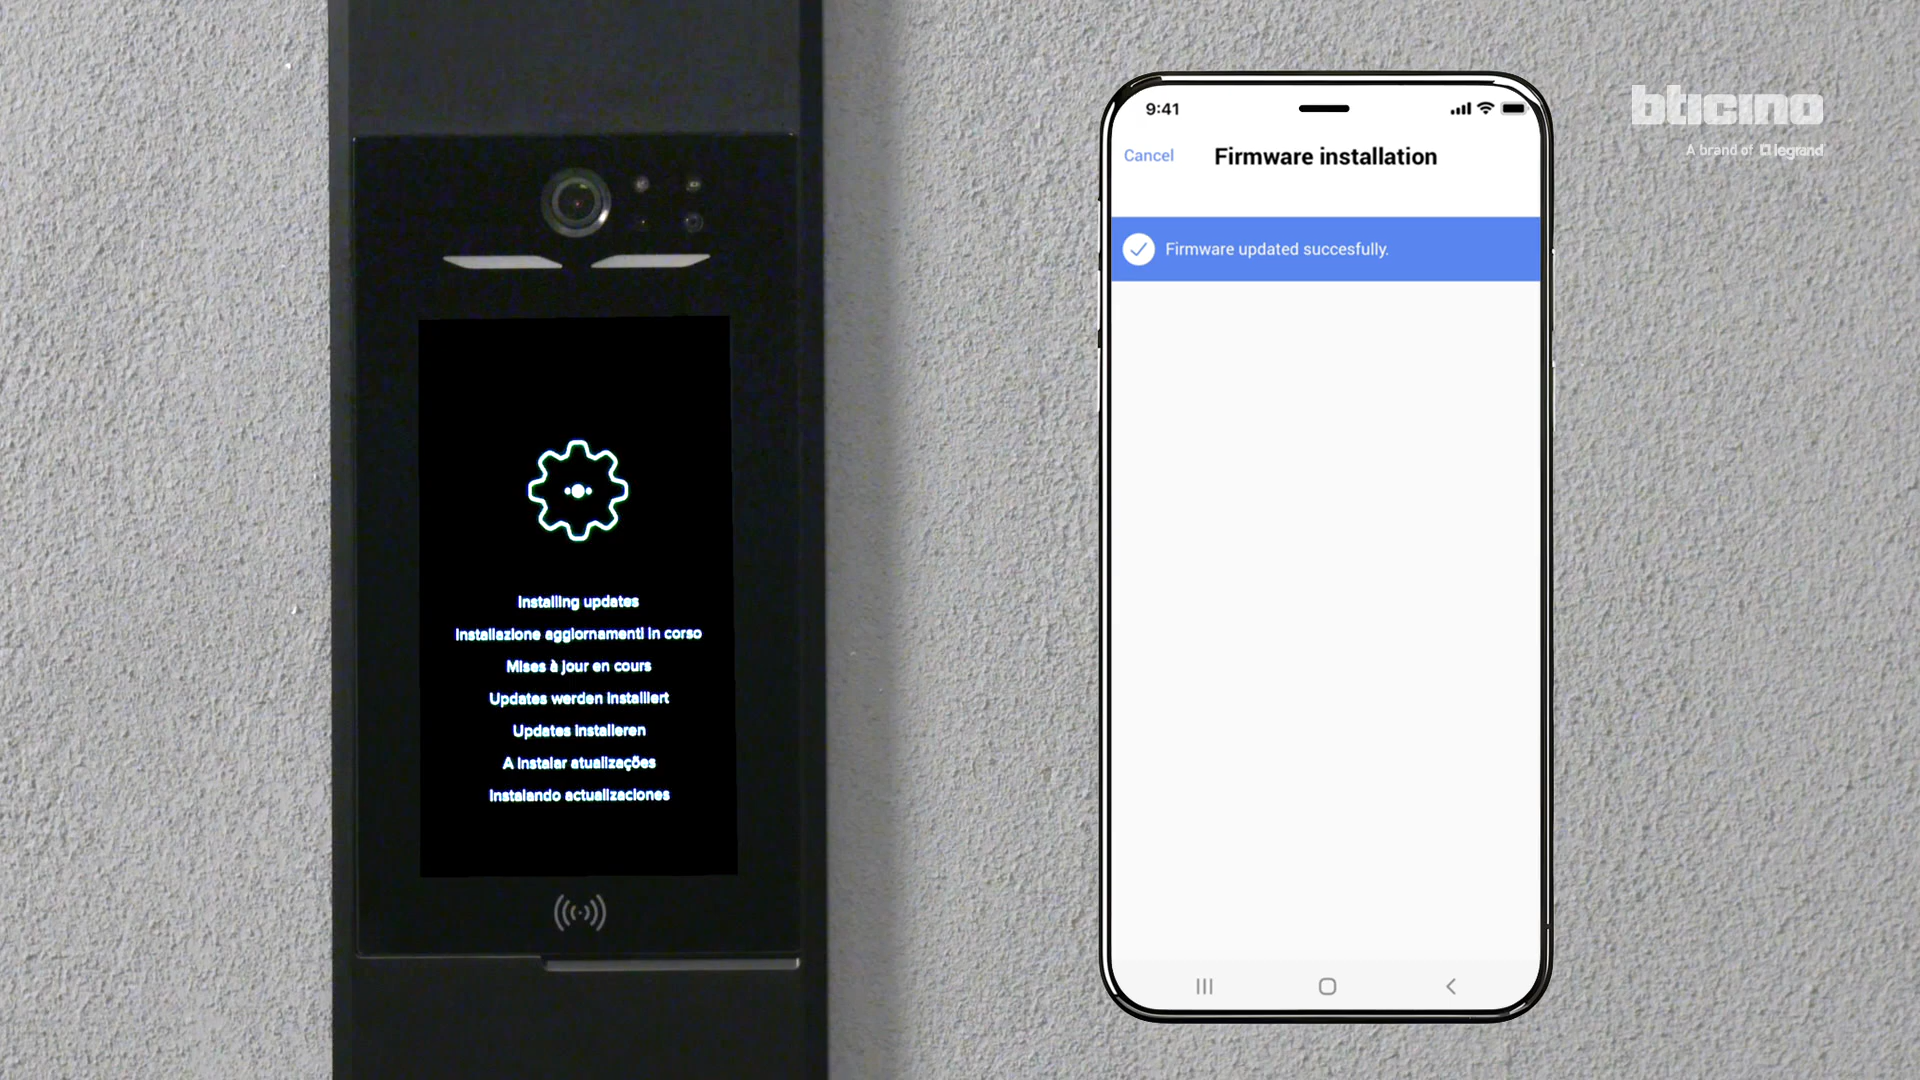 Installing updates
Installazione aggiornamenti in corso
Mises à jour en cours
Updates werden installiert
Updates installeren
A instalar atualizações
Instalando actualizaciones
9:41
Cancel
Firmware installation
Firmware updated succesfully.
bticino
A brand of legrand